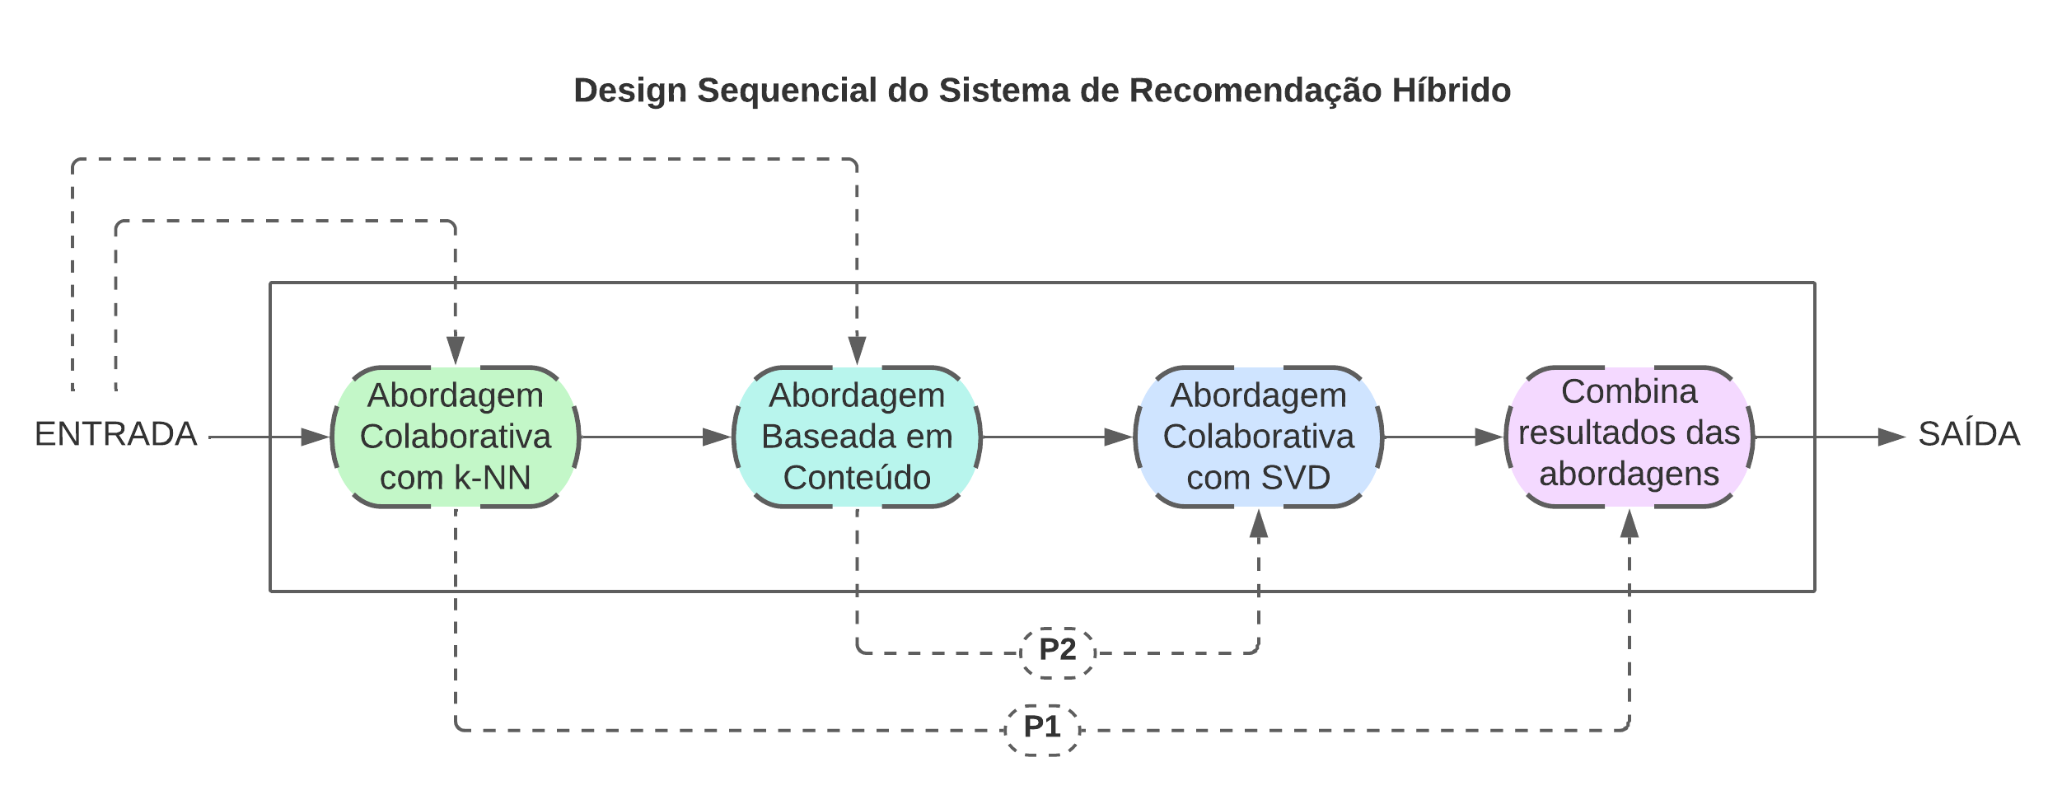 Design Sequencial do Sistema de Recomendação Híbrido
ENTRADA
Abordagem
Colaborativa
com k-NN
Abordagem
Baseada em
Conteúdo
Abordagem
Colaborativa
com SVD
Combina
resultados das
abordagens
SAÍDA
P2
P1